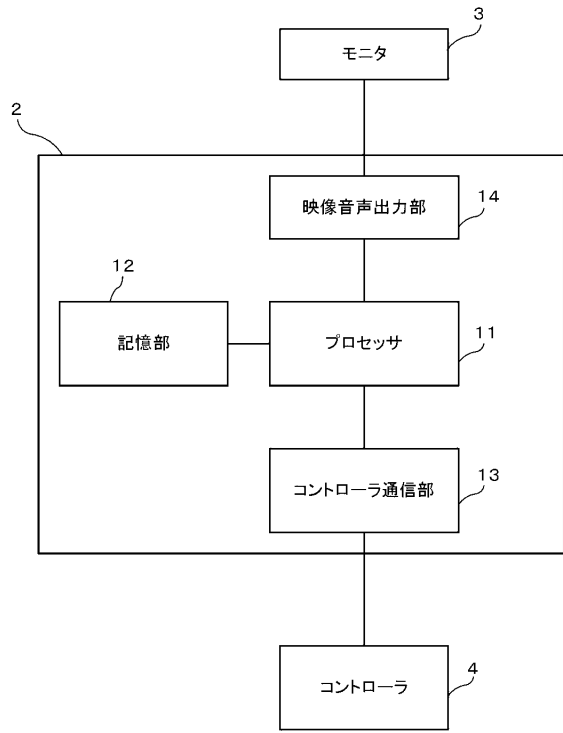 3
モニタ
2
映像音声出力部
14
12
記憶部
プロセッサ
11
コントローラ通信部
13
コントローラ
4